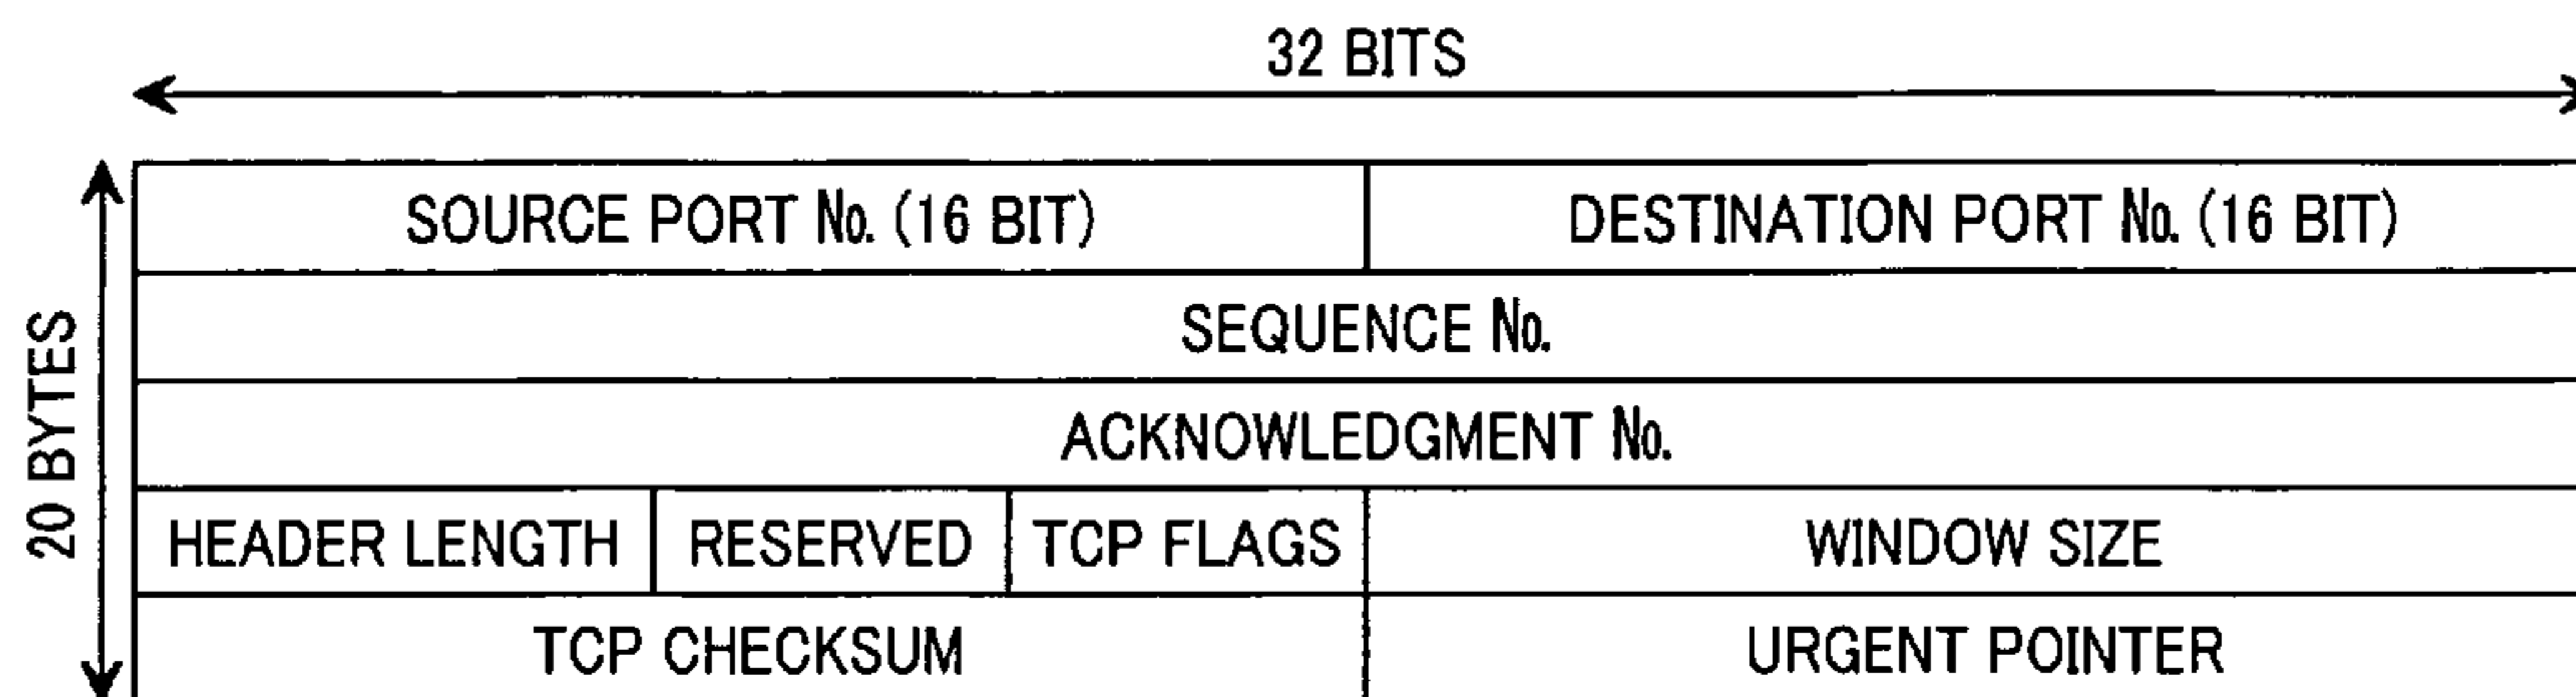 32 BITS
20 BYTES
SOURCE PORT No. (16 BIT) DESTINATION PORT No. (16 BIT)
SEQUENCE No.
ACKNOWLEDGMENT No.
HEADER LENGTH RESERVED TCP FLAGS WINDOW SIZE
TCP CHECKSUM URGENT POINTER